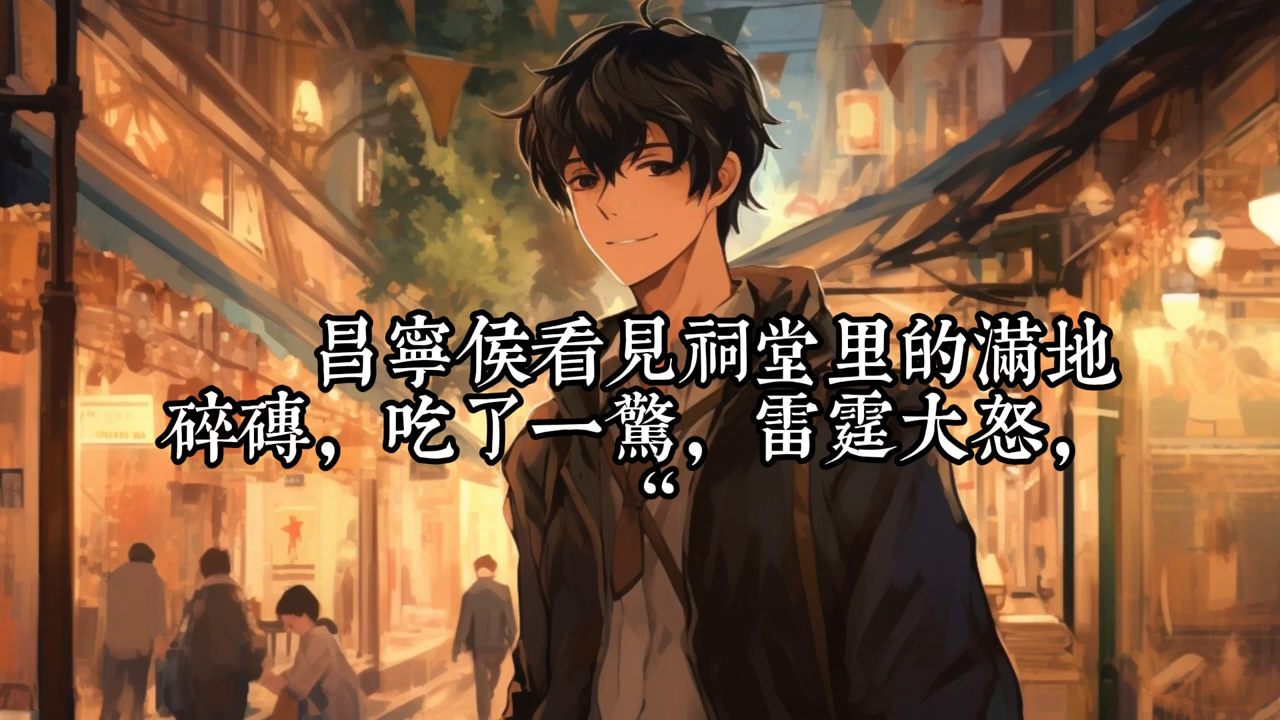 昌寧侯看見祠堂里的滿地
碎磚，吃了一驚，雷霆大怒，
“